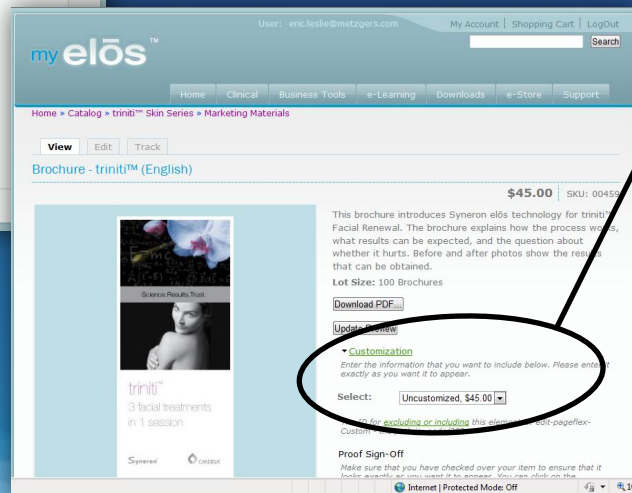 User: eric.leslie@metzgers.com My Account | Shopping Cart | LogOut
Search
my elōs™
Home Clinical Business Tools e-Learning Downloads e-Store Support
Home » Catalog » triniti™ Skin Series » Marketing Materials
View Edit Track
Brochure - triniti™ (English)
$45.00 SKU: 00459
This brochure introduces Syneron elōs technology for triniti™
Facial Renewal. The brochure explains how the process works,
what results can be expected, and the question about
whether it hurts. Before and after photos show the results
that can be obtained.
Lot Size: 100 Brochures
Download PDF...
Update Preview
Customization
Enter the information that you want to include below. Please enter it
exactly as you want it to appear.
Select: Uncustomized, $45.00
ID for excluding or including this element: edit-pageflex-
Proof Sign-Off
Make sure that you have checked over your item to ensure that it
looks exactly as you want it to appear. You can click on the
Science.Results.Trust.
triniti™
3 facial treatments
in 1 session
Syneron
Internet | Protected Mode: Off